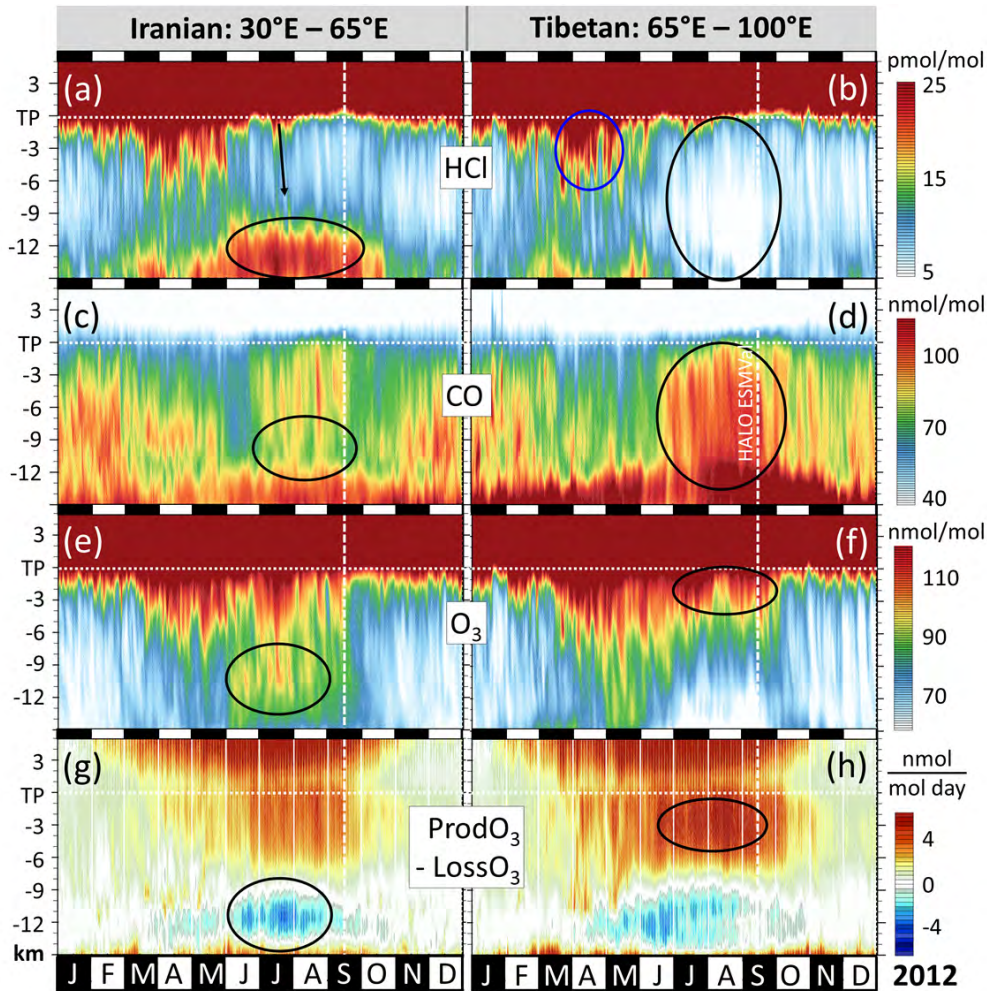 Iranian: 30°E – 65°E
Tibetan: 65°E – 100°E
pmol/mol
(a)
(b)
3
TP
-3
-6
-9
-12
HCl
25
15
5
(c)
(d)
3
TP
-3
-6
-9
-12
CO
HALO ESMVal
nmol/mol
100
70
40
(e)
(f)
3
TP
-3
-6
-9
-12
O3
nmol/mol
110
90
70
(g)
(h)
3
TP
-3
-6
-9
-12
km
ProdO3
- LossO3
nmol
mol day
4
0
-4
J F M A M J J A S O N D
J F M A M J J A S O N D
2012